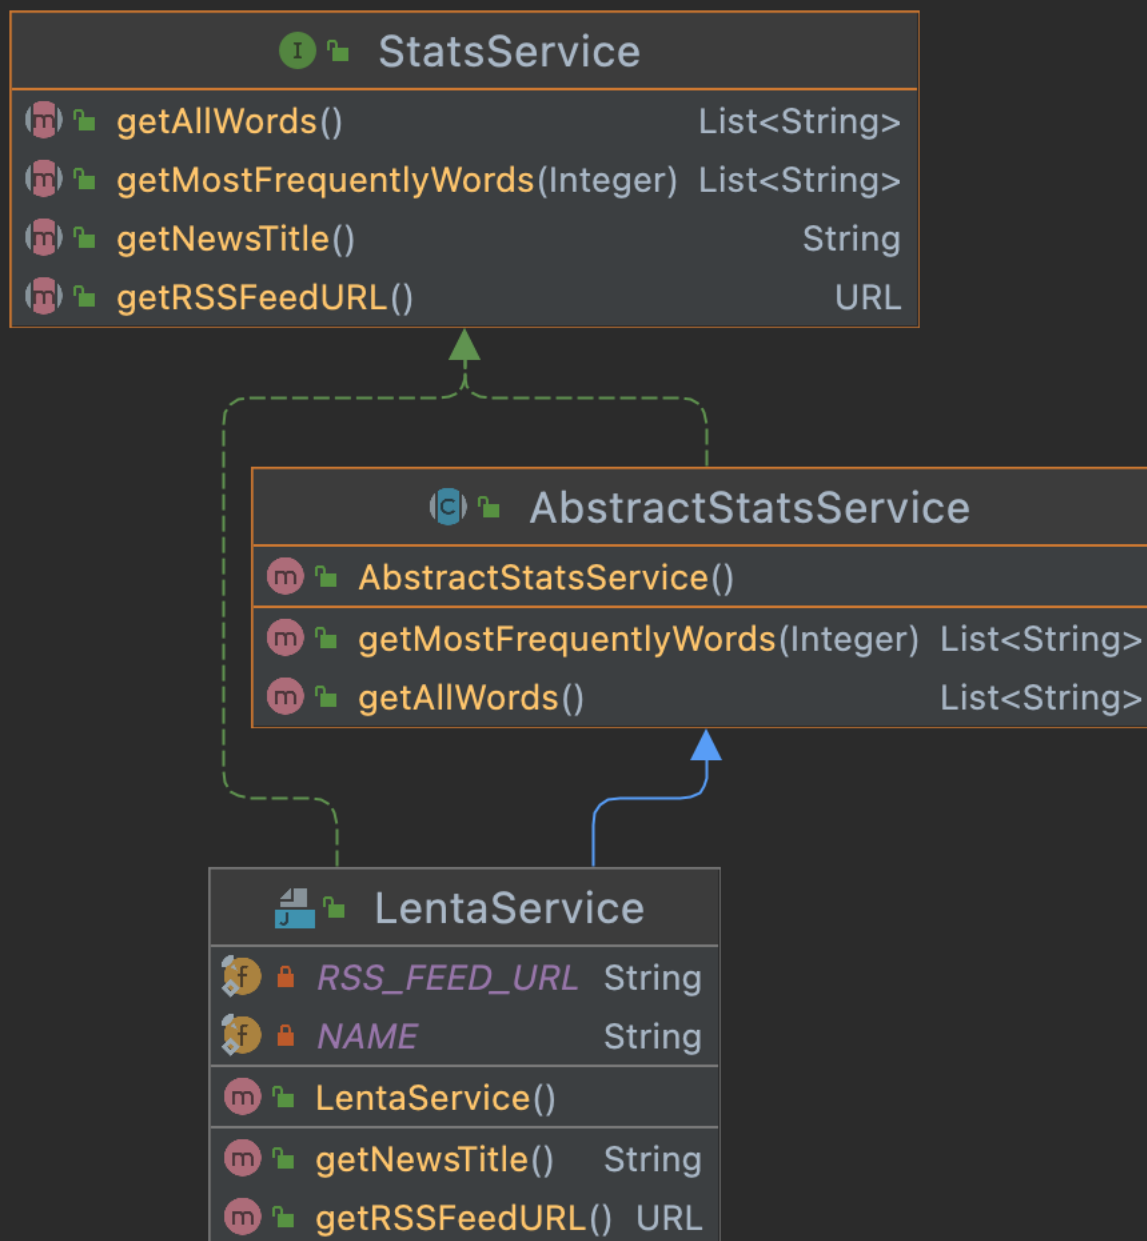 StatsService
getAllWords() List<String>
getMostFrequentlyWords(Integer) List<String>
getNewsTitle() String
getRSSFeedURL() URL
AbstractStatsService
AbstractStatsService()
getMostFrequentlyWords(Integer) List<String>
getAllWords() List<String>
LentaService
RSS_FEED_URL String
NAME String
LentaService()
getNewsTitle() String
getRSSFeedURL() URL